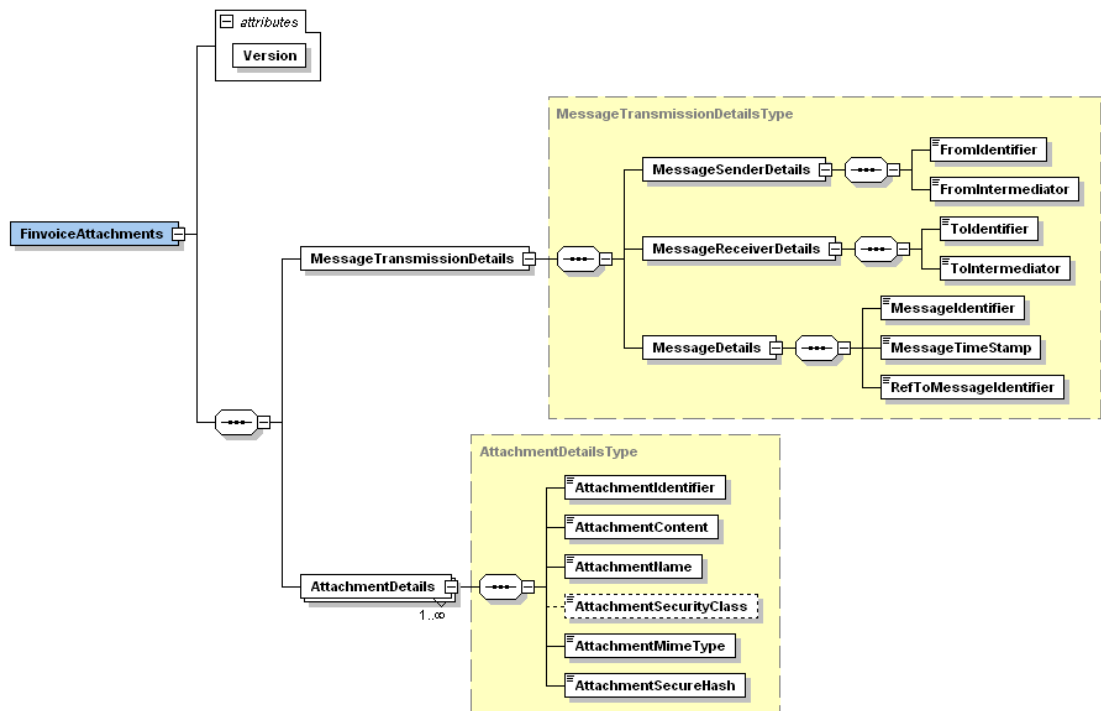 attributes
Version
MessageTransmissionDetailsType
FromIdentifier
MessageSenderDetails
FromIntermediator
ToIdentifier
FinvoiceAttachments
MessageReceiverDetails
MessageTransmissionDetails
ToIntermediator
MessageIdentifier
MessageDetails
MessageTimeStamp
RefToMessageIdentifier
AttachmentDetailsType
AttachmentIdentifier
AttachmentContent
AttachmentName
AttachmentDetails
1..∞
AttachmentSecurityClass
AttachmentMimeType
AttachmentSecureHash